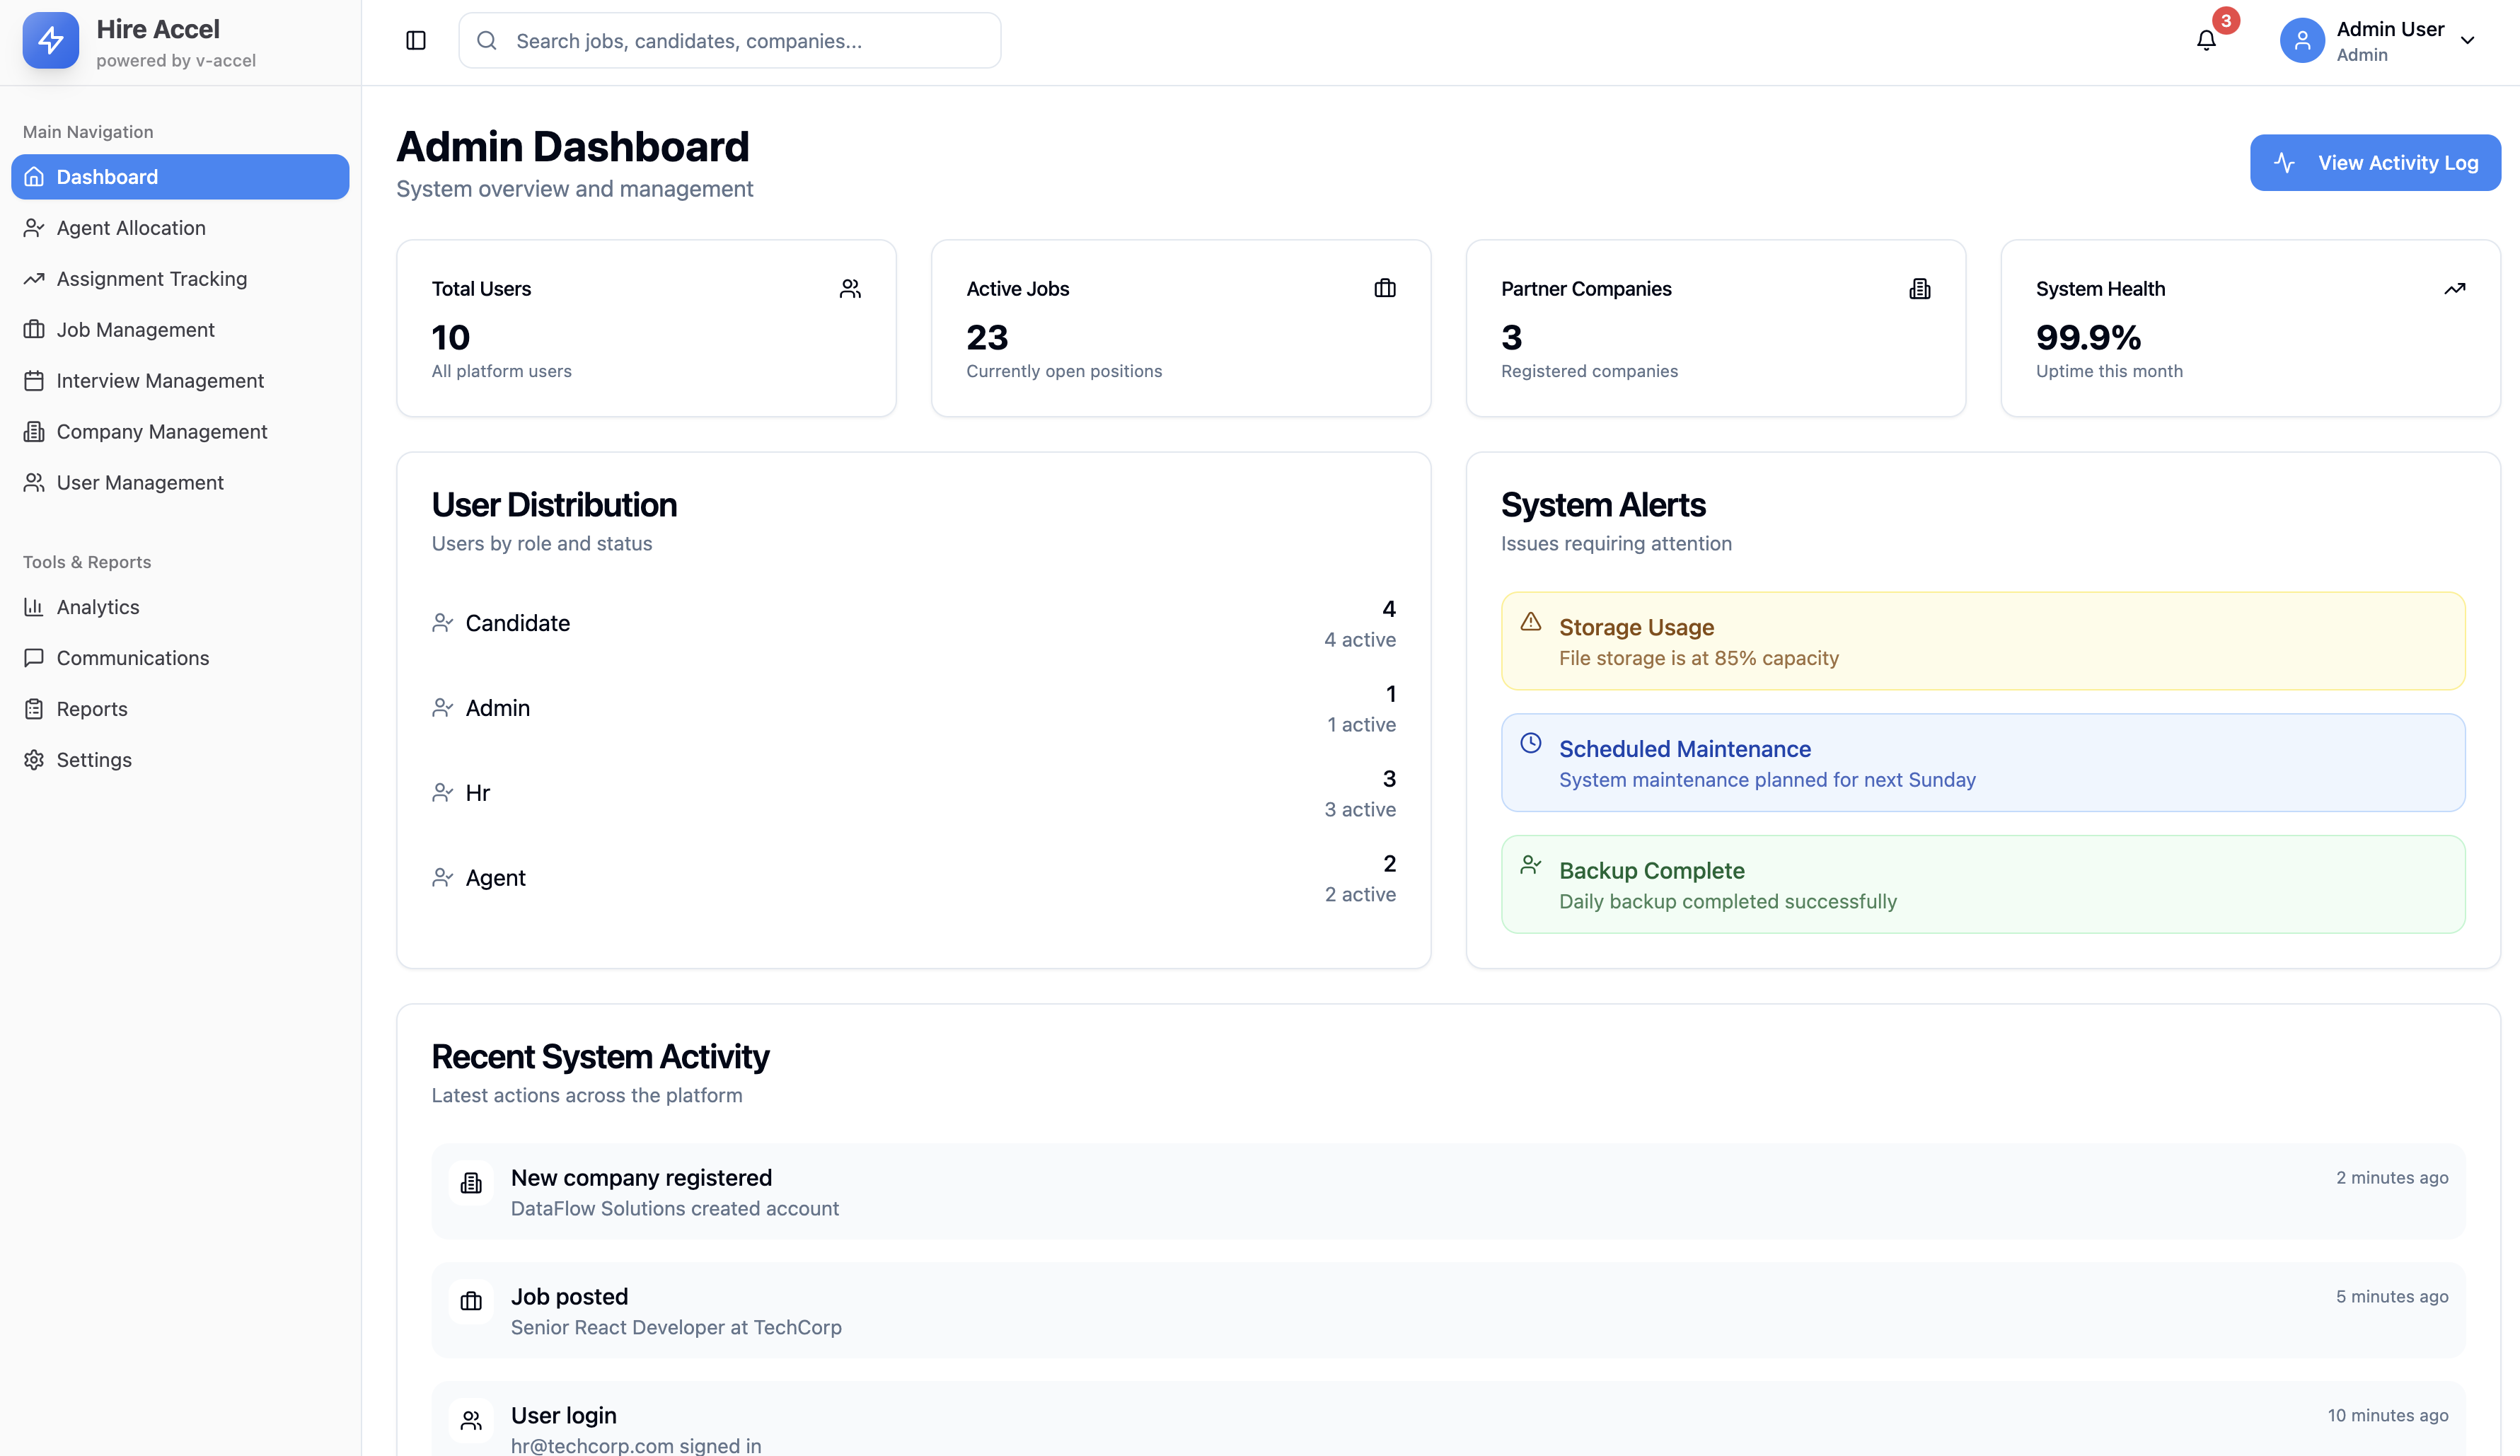 Hire Accel
powered by v-accel
Search jobs, candidates, companies...
3
Admin User
Admin
Main Navigation
Dashboard
Agent Allocation
Assignment Tracking
Job Management
Interview Management
Company Management
User Management
Tools & Reports
Analytics
Communications
Reports
Settings
Admin Dashboard
System overview and management
View Activity Log
Total Users
10
All platform users
Active Jobs
23
Currently open positions
Partner Companies
3
Registered companies
System Health
99.9%
Uptime this month
User Distribution
Users by role and status
Candidate
4
4 active
Admin
1
1 active
Hr
3
3 active
Agent
2
2 active
System Alerts
Issues requiring attention
Storage Usage
File storage is at 85% capacity
Scheduled Maintenance
System maintenance planned for next Sunday
Backup Complete
Daily backup completed successfully
Recent System Activity
Latest actions across the platform
New company registered
DataFlow Solutions created account
2 minutes ago
Job posted
Senior React Developer at TechCorp
5 minutes ago
User login
hr@techcorp.com signed in
10 minutes ago